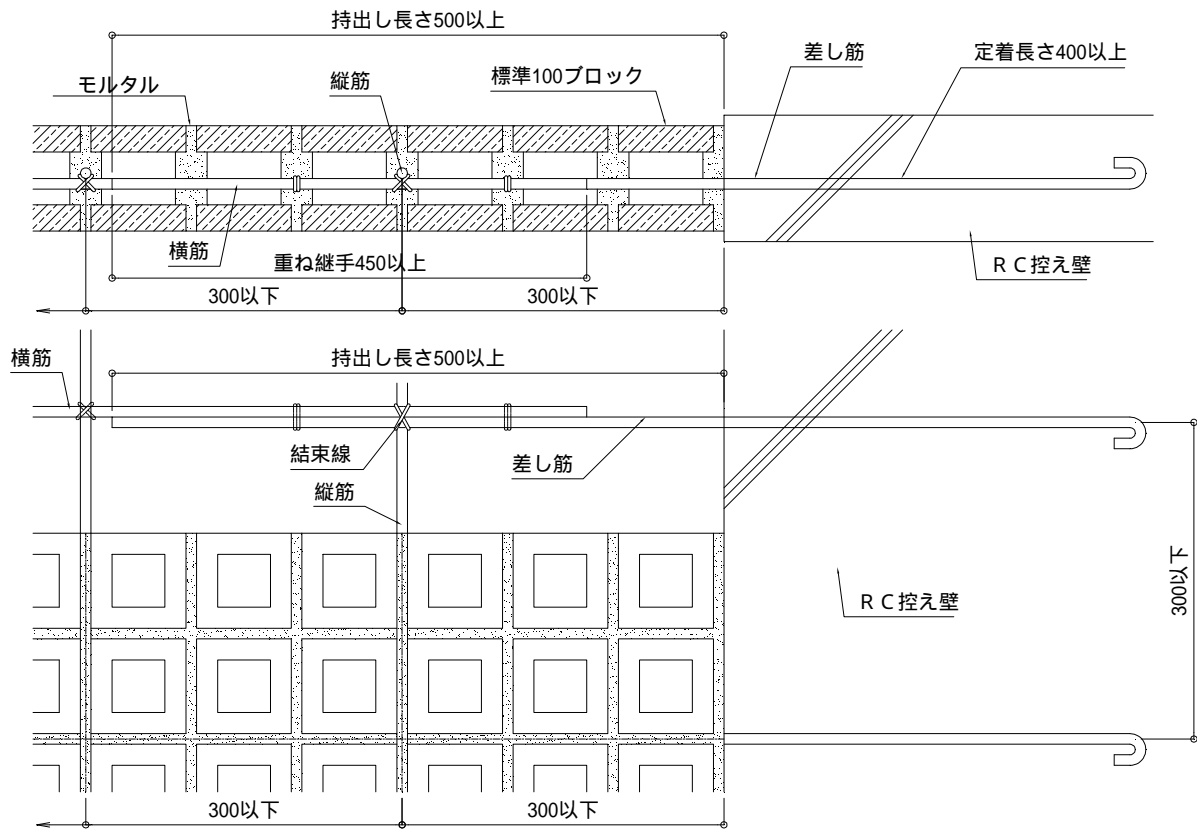 持出し長さ500以上
差し筋
定着長さ400以上
モルタル
縦筋
標準100ブロック
横筋
重ね継手450以上
ＲＣ控え壁
300以下
300以下
横筋
持出し長さ500以上
結束線
差し筋
縦筋
300以下
ＲＣ控え壁
300以下
300以下